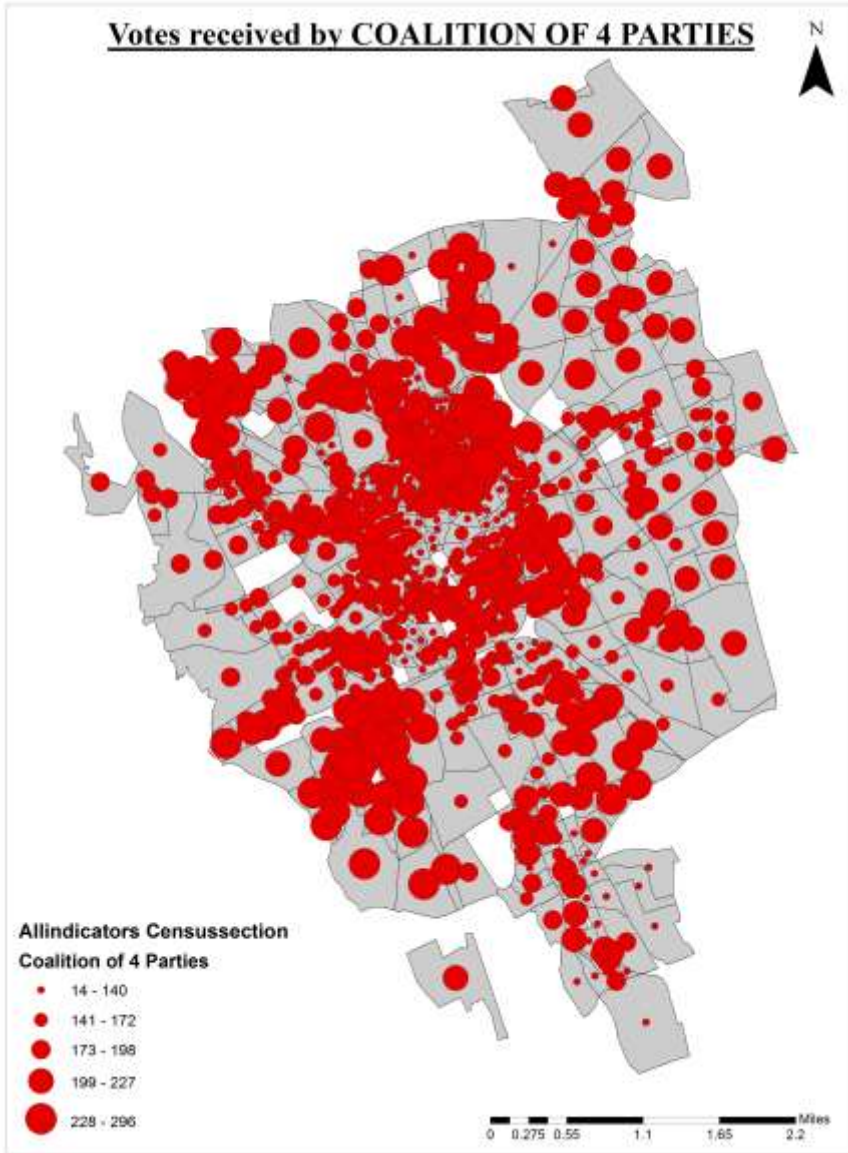 Votes received by COALITION OF 4 PARTIES
N
Allindicators Censussection
Coalition of 4 Parties
14 - 140
141 - 172
173 - 198
199 - 227
228 - 296
Miles
0 0.275 0.55 1.1 1.65 2.2